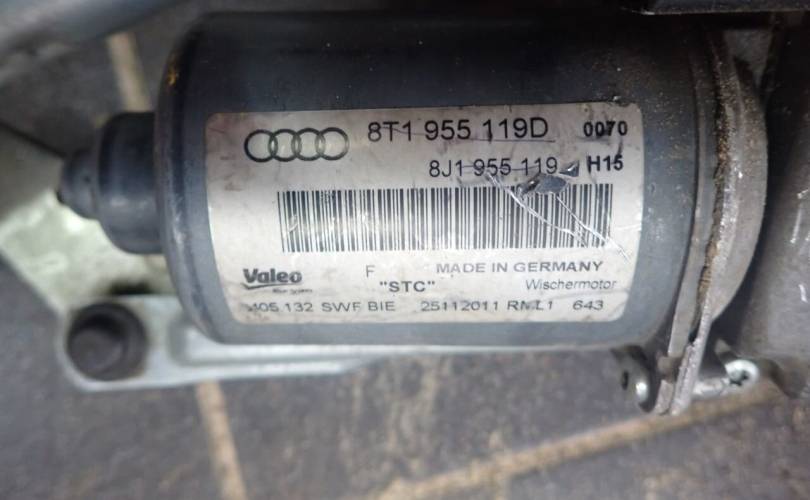 8T1 955 119D 0070
8J1 955 119 H15
Valeo F MADE IN GERMANY
"STC" Wischermotor
405.132 SWF BIE 25112011 RN.L1 643